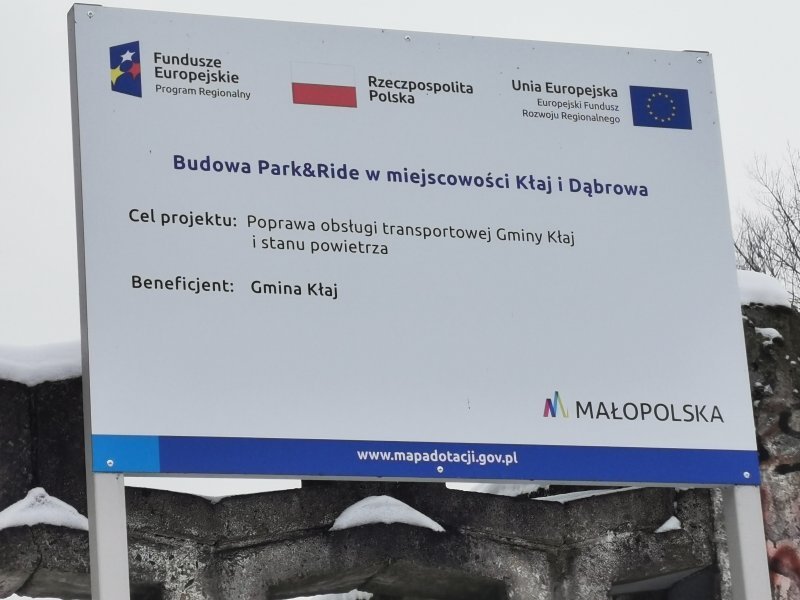 Fundusze
Europejskie
Program Regionalny
Rzeczpospolita
Polska
Unia Europejska
Europejski Fundusz
Rozwoju Regionalnego
Budowa Park&Ride w miejscowości Kłaj i Dąbrowa
Cel projektu: Poprawa obsługi transportowej Gminy Kłaj
i stanu powietrza
Beneficjent: Gmina Kłaj
MAŁOPOLSKA
www.mapadotacji.gov.pl